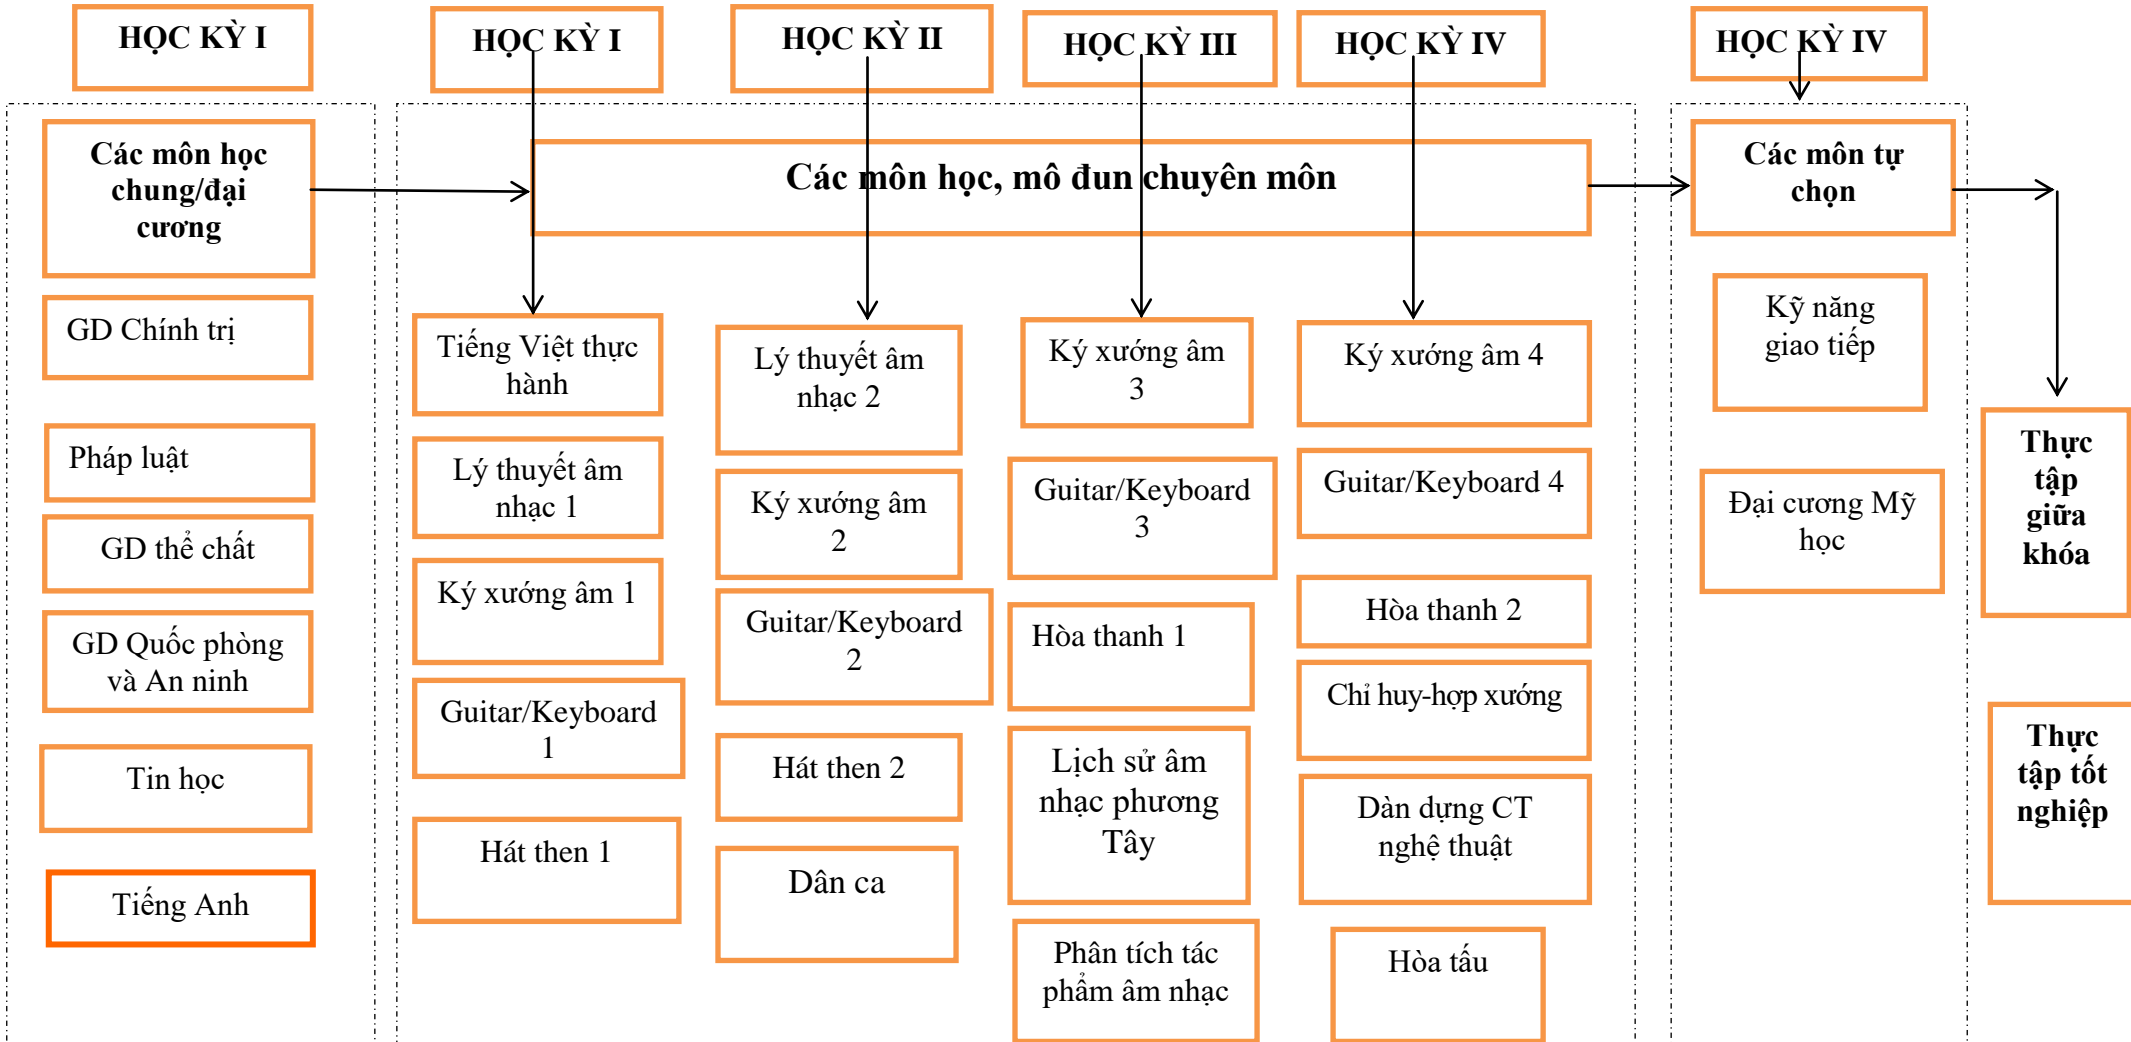 HỌC KỲ I
HỌC KỲ I
HỌC KỲ II
HỌC KỲ III
HỌC KỲ IV
HỌC KỲ IV
Các môn học
chung/đại
cương
Các môn học, mô đun chuyên môn
Các môn tự
chọn
GD Chính trị
Pháp luật
GD thể chất
GD Quốc phòng
và An ninh
Tin học
Tiếng Anh
Tiếng Việt thực
hành
Lý thuyết âm
nhạc 1
Ký xướng âm 1
Guitar/Keyboard
1
Hát then 1
Lý thuyết âm
nhạc 2
Ký xướng âm
2
Guitar/Keyboard
2
Hát then 2
Dân ca
Ký xướng âm
3
Guitar/Keyboard
3
Hòa thanh 1
Lịch sử âm
nhạc phương
Tây
Phân tích tác
phẩm âm nhạc
Ký xướng âm 4
Guitar/Keyboard 4
Hòa thanh 2
Chỉ huy-hợp xướng
Dàn dựng CT
nghệ thuật
Hòa tấu
Kỹ năng
giao tiếp
Đại cương Mỹ
học
Thực
tập
giữa
khóa
Thực
tập tốt
nghiệp